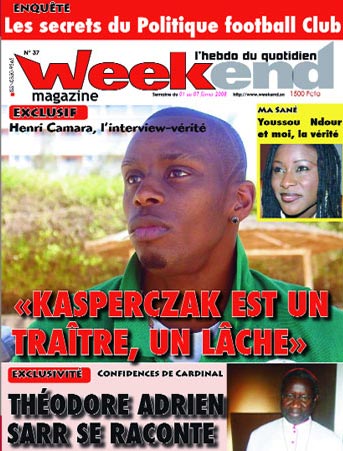 ENQUÊTE
Les secrets du Politique football Club
N° 37
l'hebdo du quotidien
Weekend
magazine
Semaine du 01 au 07 février 2008
http://www.weekend.sn
1500 Fcfa
EXCLUSIF
Henri Camara, l'interview-vérité
MA SANÉ
Youssou Ndour
et moi, la vérité
«KASPERCZAK EST UN
TRAÎTRE, UN LÂCHE»
EXCLUSIVITÉ
CONFIDENCES DE CARDINAL
THÉODORE ADRIEN
SARR SE RACONTE